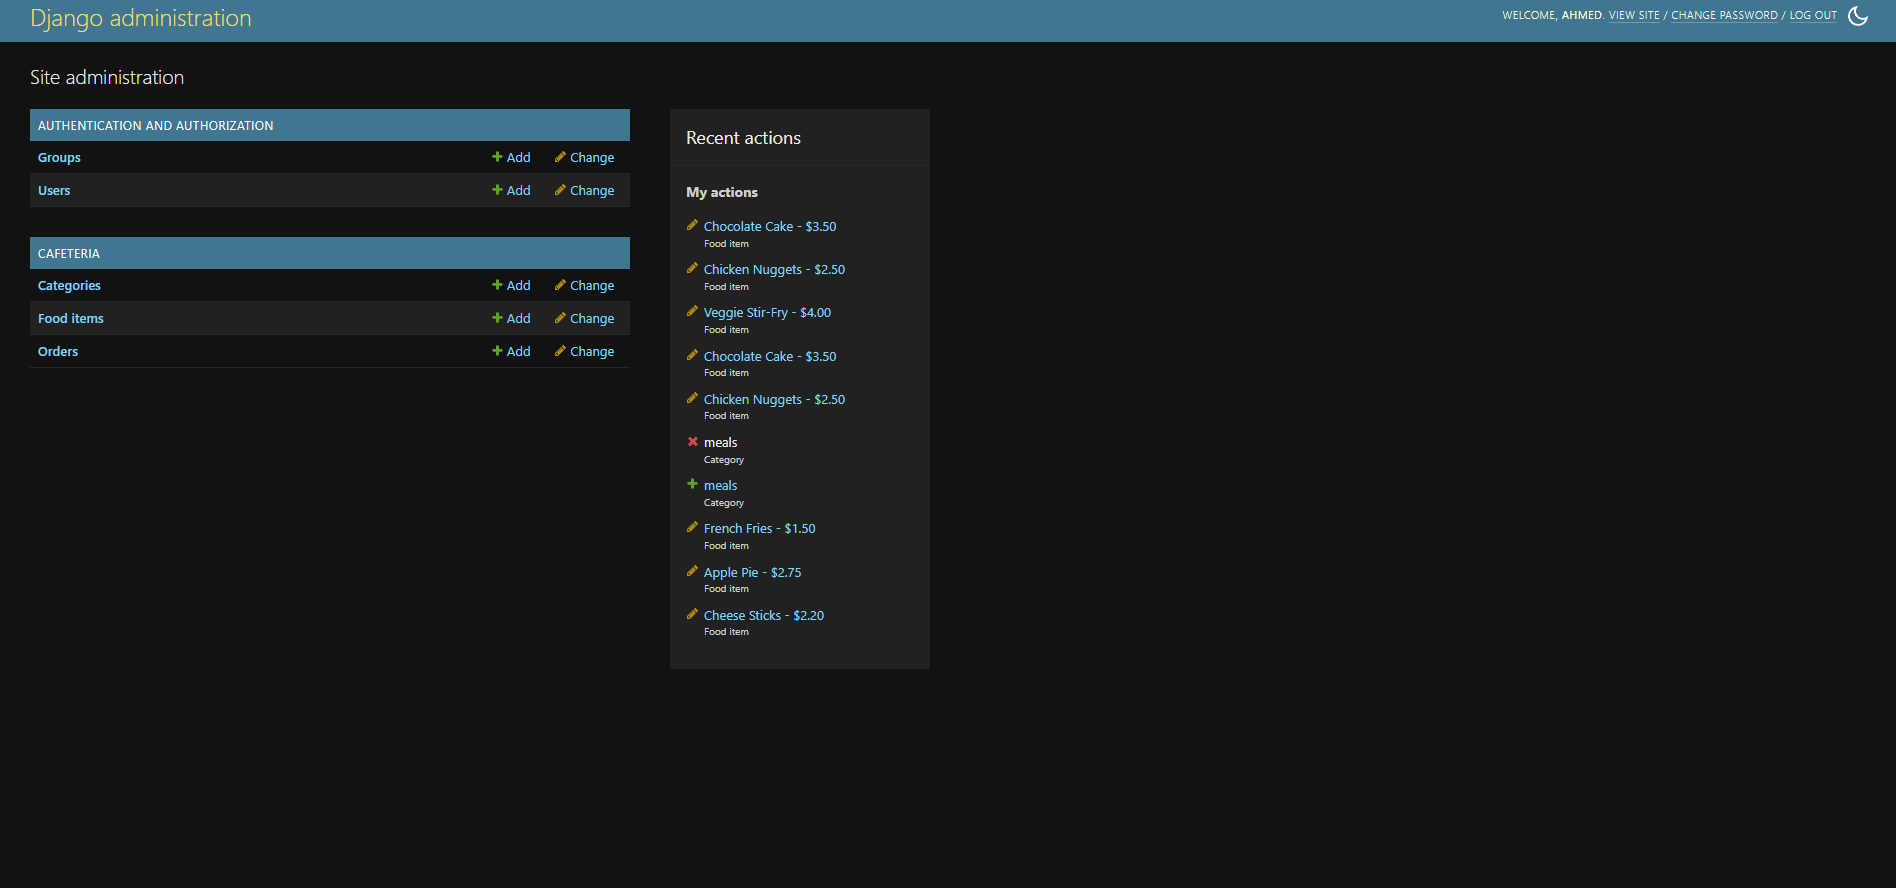 Django administration
WELCOME, AHMED. VIEW SITE / CHANGE PASSWORD / LOG OUT
Site administration
AUTHENTICATION AND AUTHORIZATION
Groups Add Change
Users Add Change
CAFETERIA
Categories Add Change
Food items Add Change
Orders Add Change
Recent actions
My actions
Chocolate Cake - $3.50
Food item
Chicken Nuggets - $2.50
Food item
Veggie Stir-Fry - $4.00
Food item
Chocolate Cake - $3.50
Food item
Chicken Nuggets - $2.50
Food item
meals
Category
meals
Category
French Fries - $1.50
Food item
Apple Pie - $2.75
Food item
Cheese Sticks - $2.20
Food item